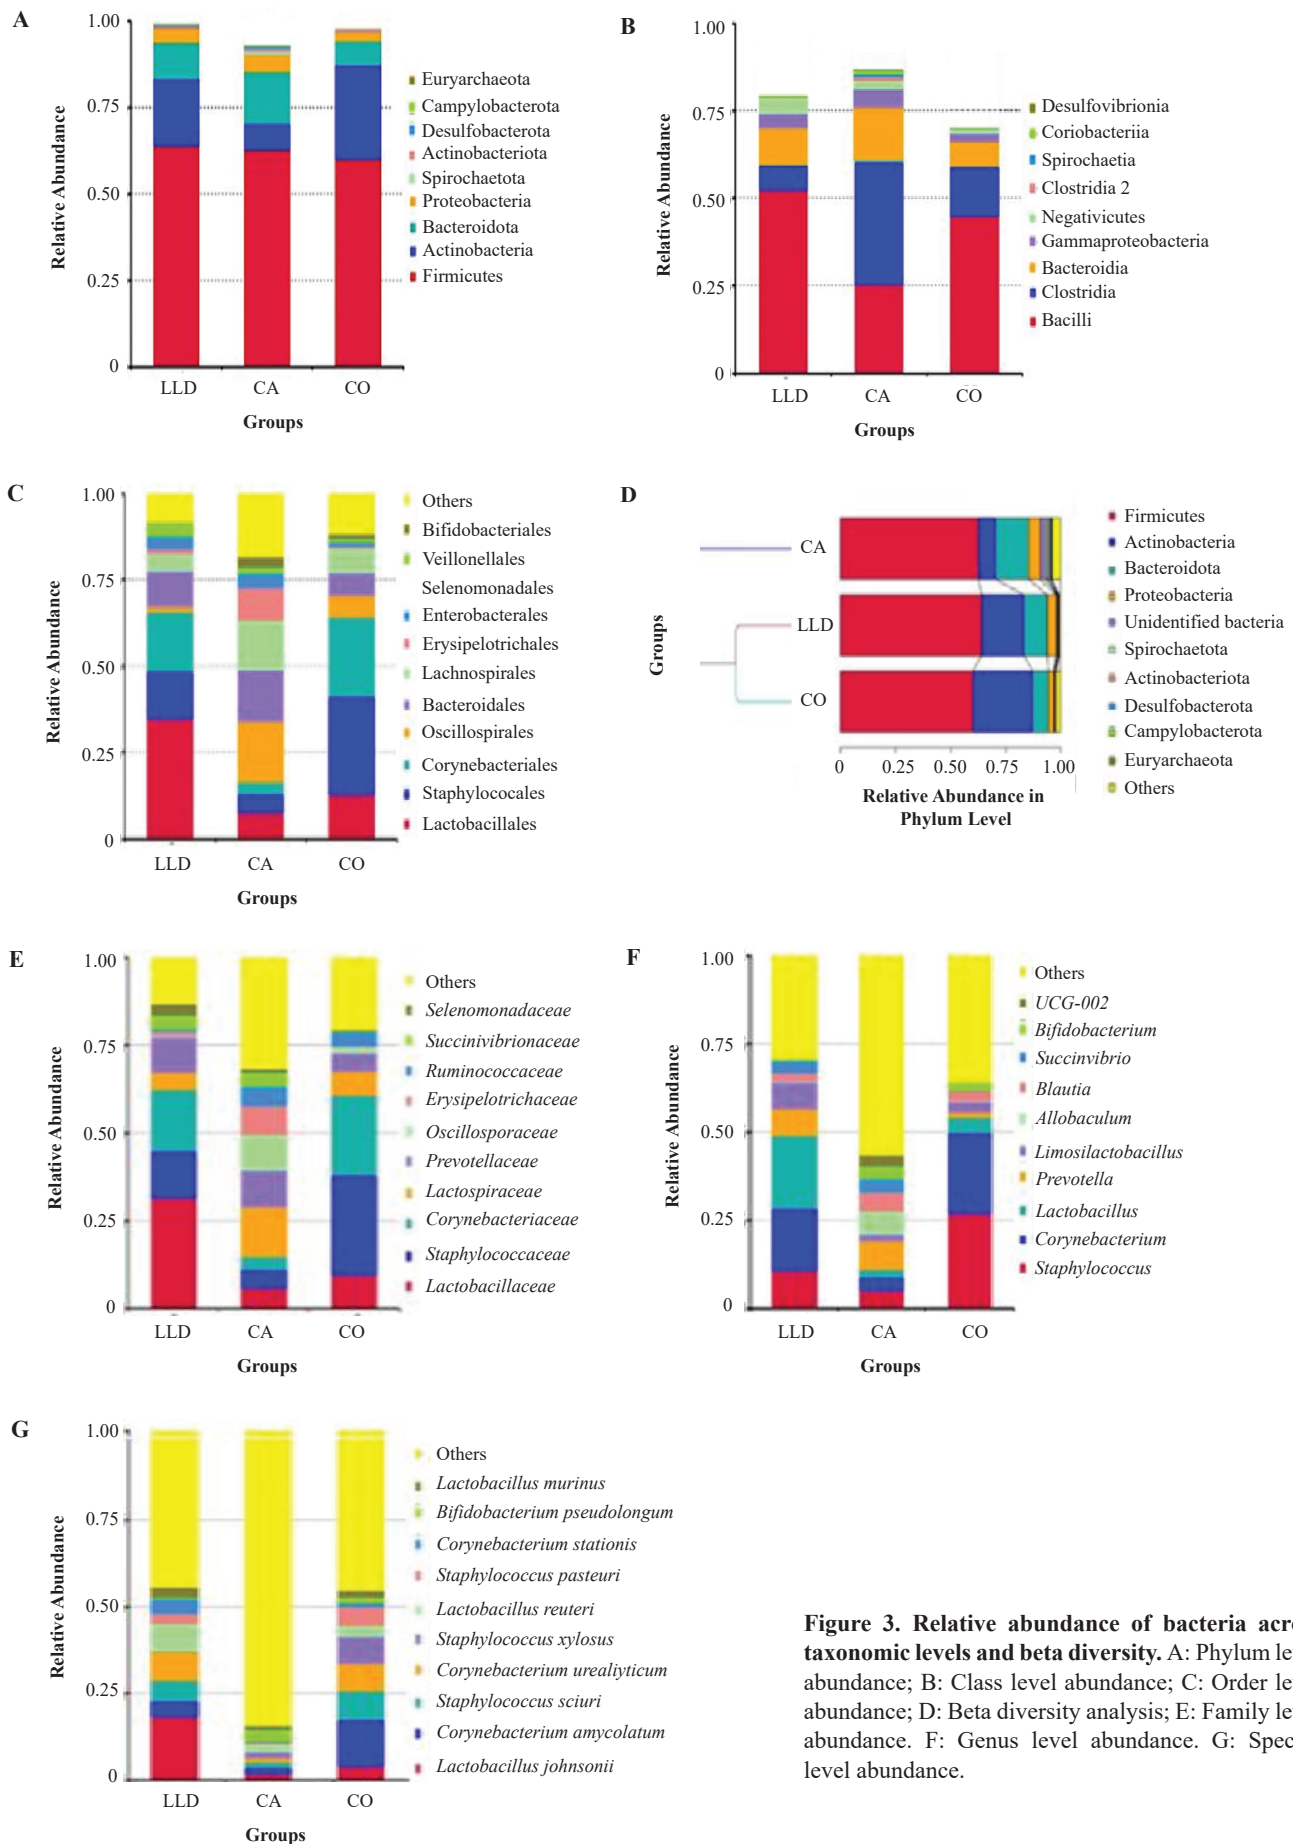 A
1.00
0.75
0.50
0.25
0
Relative Abundance
LLD CA CO
Groups
Euryarchaeota
Campylobacterota
Desulfobacterota
Actinobacteriota
Spirochaetota
Proteobacteria
Bacteroidota
Actinobacteria
Firmicutes
B
1.00
0.75
0.50
0.25
0
Relative Abundance
LLD CA CO
Groups
Desulfovibrionia
Coriobacteriia
Spirochaetia
Clostridia 2
Negativicutes
Gammaproteobacteria
Bacteroidia
Clostridia
Bacilli
C
1.00
0.75
0.50
0.25
0
Relative Abundance
LLD CA CO
Groups
Others
Bifidobacteriales
Veillonellales
Selenomonadales
Enterobacterales
Erysipelotrichales
Lachnospirales
Bacteroidales
Oscillospirales
Corynebacteriales
Staphylococales
Lactobacillales
D
Groups
CA
LLD
CO
0 0.25 0.50 0.75 1.00
Relative Abundance in
Phylum Level
Firmicutes
Actinobacteria
Bacteroidota
Proteobacteria
Unidentified bacteria
Spirochaetota
Actinobacteriota
Desulfobacterota
Campylobacterota
Euryarchaeota
Others
E
1.00
0.75
0.50
0.25
0
Relative Abundance
LLD CA CO
Groups
Others
Selenomonadaceae
Succinivibrionaceae
Ruminococcaceae
Erysipelotrichaceae
Oscillosporaceae
Prevotellaceae
Lactospiraceae
Corynebacteriaceae
Staphylococcaceae
Lactobacillaceae
F
1.00
0.75
0.50
0.25
0
Relative Abundance
LLD CA CO
Groups
Others
UCG-002
Bifidobacterium
Succinvibrio
Blautia
Allobaculum
Limosilactobacillus
Prevotella
Lactobacillus
Corynebacterium
Staphylococcus
G
1.00
0.75
0.50
0.25
0
Relative Abundance
LLD CA CO
Groups
Others
Lactobacillus murinus
Bifidobacterium pseudolongum
Corynebacterium stationis
Staphylococcus pasteuri
Lactobacillus reuteri
Staphylococcus xylosus
Corynebacterium urealiyticum
Staphylococcus sciuri
Corynebacterium amycolatum
Lactobacillus johnsonii
Figure 3. Relative abundance of bacteria acro
taxonomic levels and beta diversity. A: Phylum le
abundance; B: Class level abundance; C: Order le
abundance; D: Beta diversity analysis; E: Family le
abundance. F: Genus level abundance. G: Spec
level abundance.